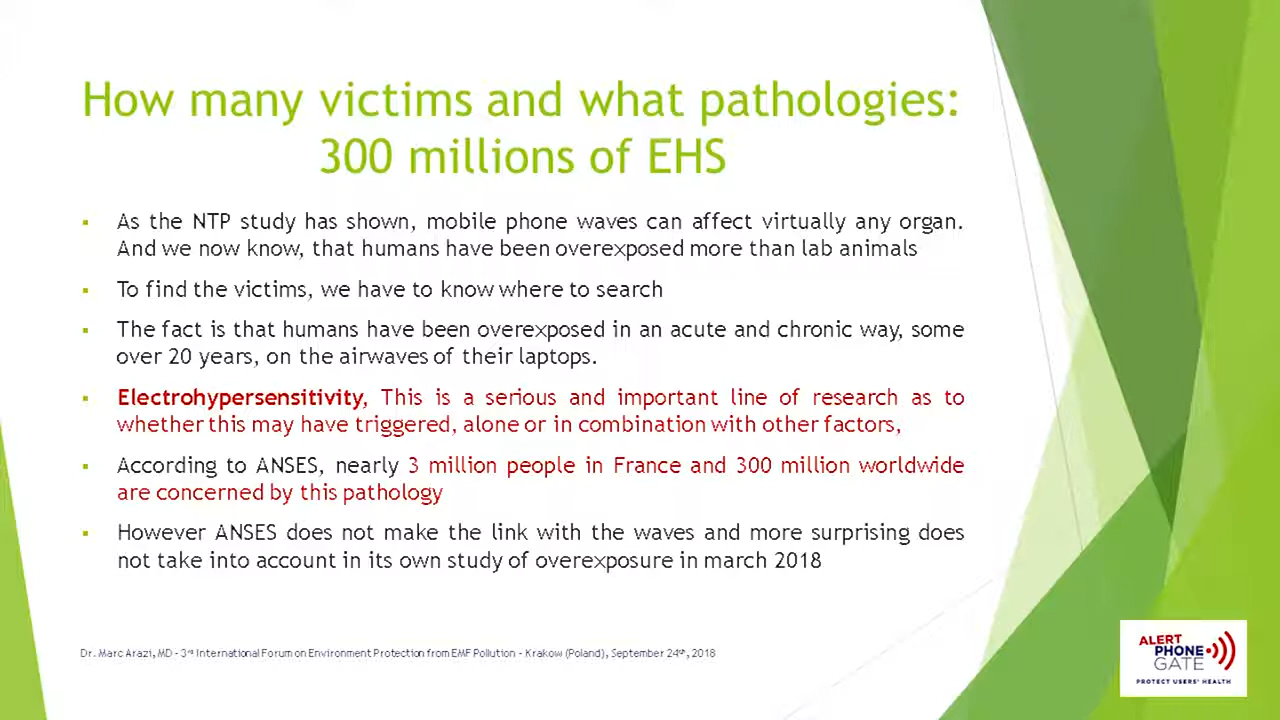 How many victims and what pathologies:
300 millions of EHS
▪ As the NTP study has shown, mobile phone waves can affect virtually any organ.
And we now know, that humans have been overexposed more than lab animals
▪ To find the victims, we have to know where to search
▪ The fact is that humans have been overexposed in an acute and chronic way, some
over 20 years, on the airwaves of their laptops.
▪ Electrohypersensitivity, This is a serious and important line of research as to
whether this may have triggered, alone or in combination with other factors,
▪ According to ANSES, nearly 3 million people in France and 300 million worldwide
are concerned by this pathology
▪ However ANSES does not make the link with the waves and more surprising does
not take into account in its own study of overexposure in march 2018
Dr. Marc Arazi, MD - 3rd International Forum on Environment Protection from EMF Pollution - Krakow (Poland), September 24th, 2018
ALERT
PHONE
GATE
PROTECT USERS' HEALTH